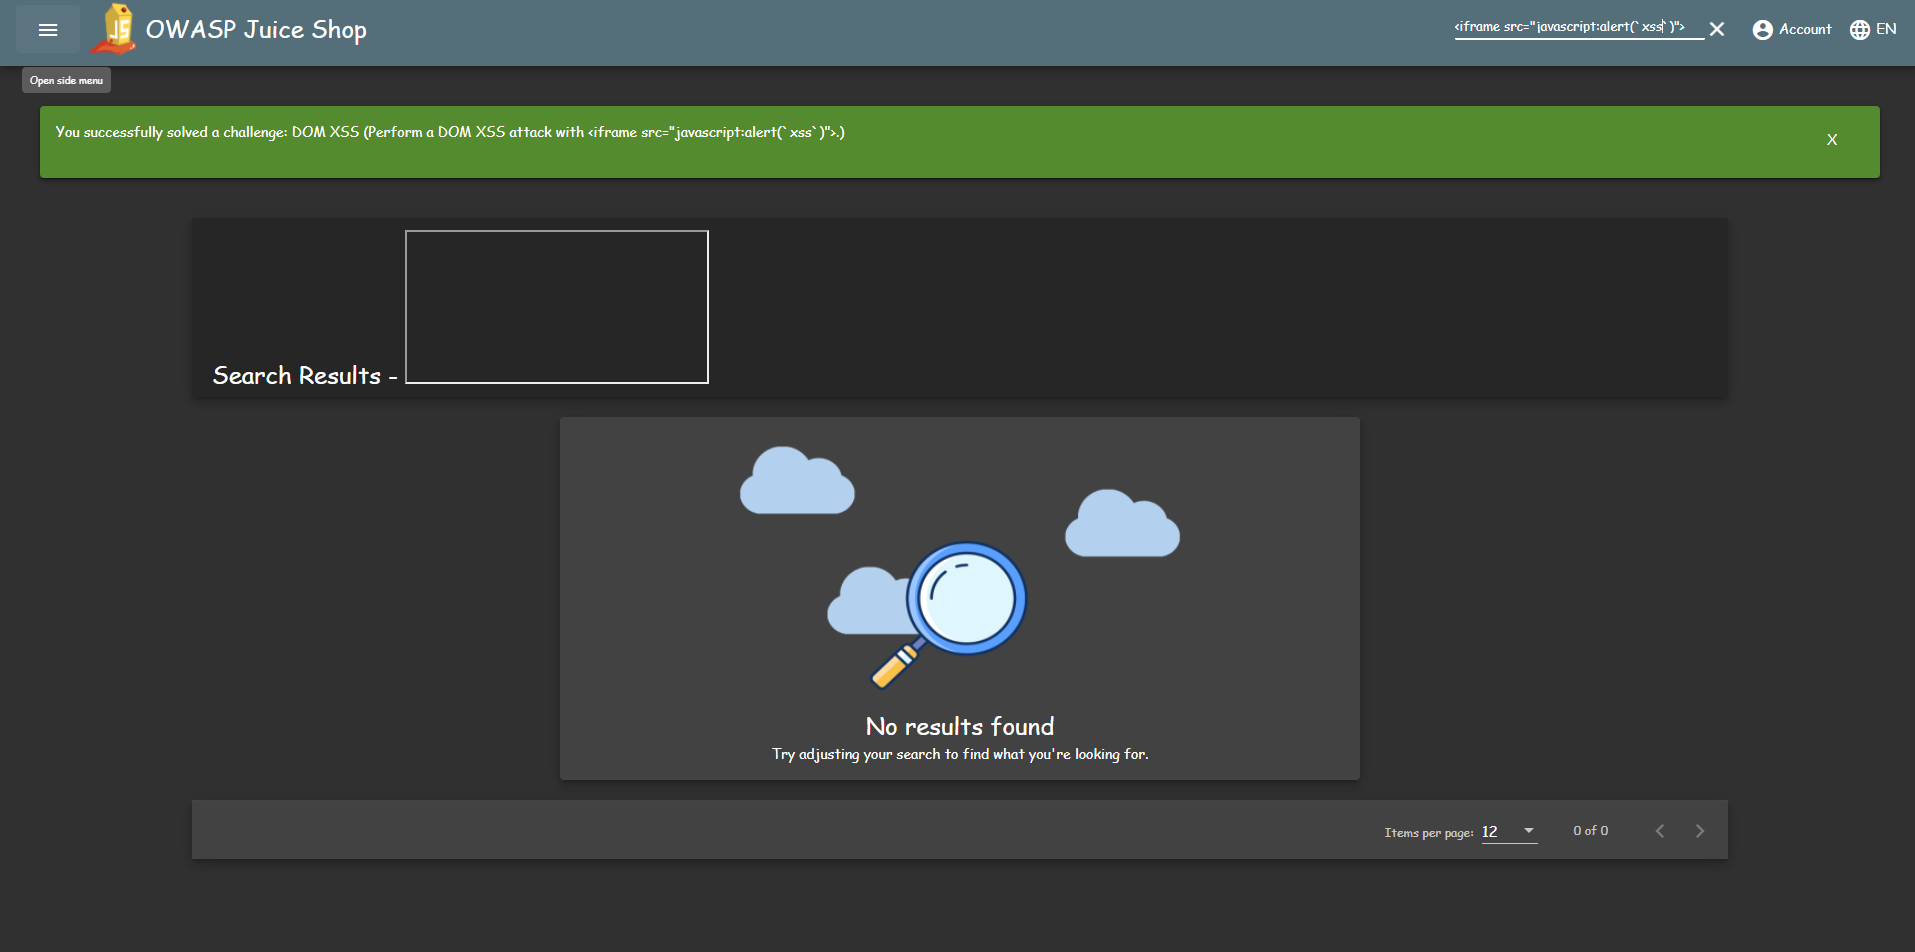 OWASP Juice Shop
<iframe src="javascript:alert(`xss`)">
Account
EN
Open side menu
You successfully solved a challenge: DOM XSS (Perform a DOM XSS attack with <iframe src="javascript:alert(`xss`)">.)
X
Search Results -
No results found
Try adjusting your search to find what you're looking for.
Items per page: 12
0 of 0